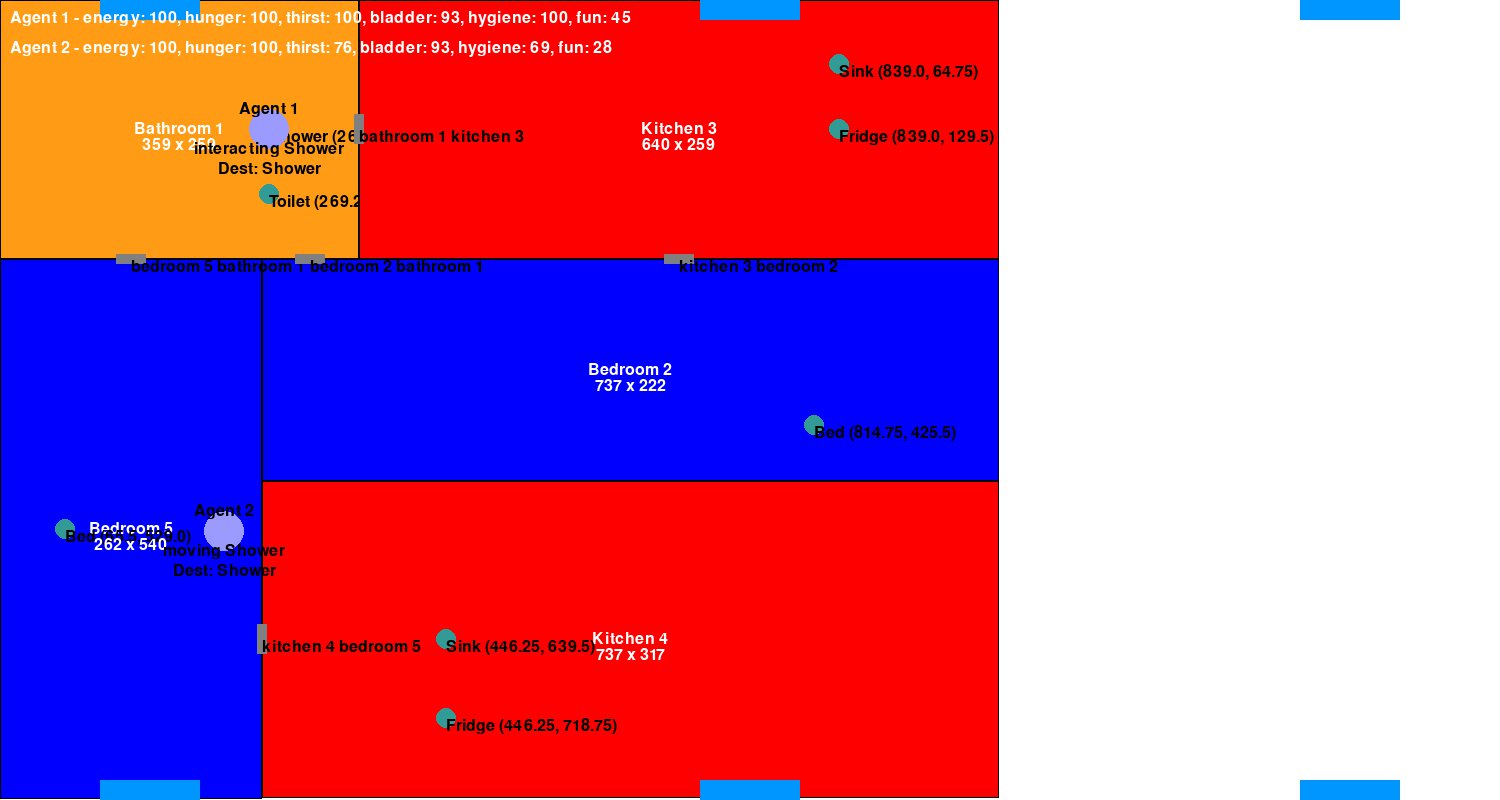 Agent 1 - energy: 100, hunger: 100, thirst: 100, bladder: 93, hygiene: 100, fun: 45
Agent 2 - energy: 100, hunger: 100, thirst: 76, bladder: 93, hygiene: 69, fun: 28
Sink (839.0, 64.75)
Agent 1
Bathroom 1
359 x 259
ower (26
bathroom 1 kitchen 3
interacting Shower
Dest: Shower
Kitchen 3
640 x 259
Fridge (839.0, 129.5)
Toilet (269.2
bedroom 5 bathroom 1
bedroom 2 bathroom 1
kitchen 3 bedroom 2
Bedroom 2
737 x 222
Bed (814.75, 425.5)
Agent 2
Bedroom 5
262 x 540
Bed
moving Shower
Dest: Shower
kitchen 4 bedroom 5
Sink (446.25, 639.5)
Kitchen 4
737 x 317
Fridge (446.25, 718.75)